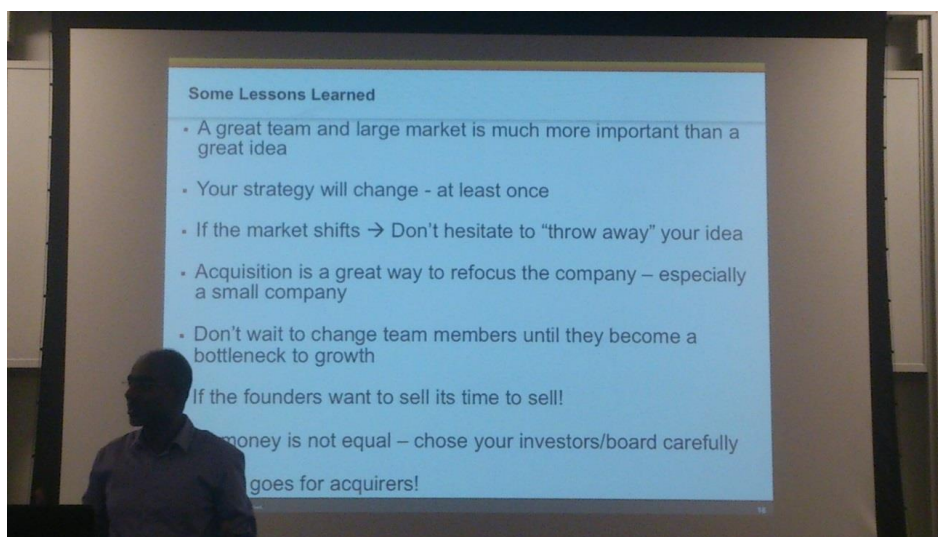 Some Lessons Learned
• A great team and large market is much more important than a
great idea
• Your strategy will change - at least once
• If the market shifts → Don't hesitate to “throw away” your idea
• Acquisition is a great way to refocus the company – especially
a small company
• Don't wait to change team members until they become a
bottleneck to growth
If the founders want to sell its time to sell!
money is not equal – chose your investors/board carefully
goes for acquirers!
16